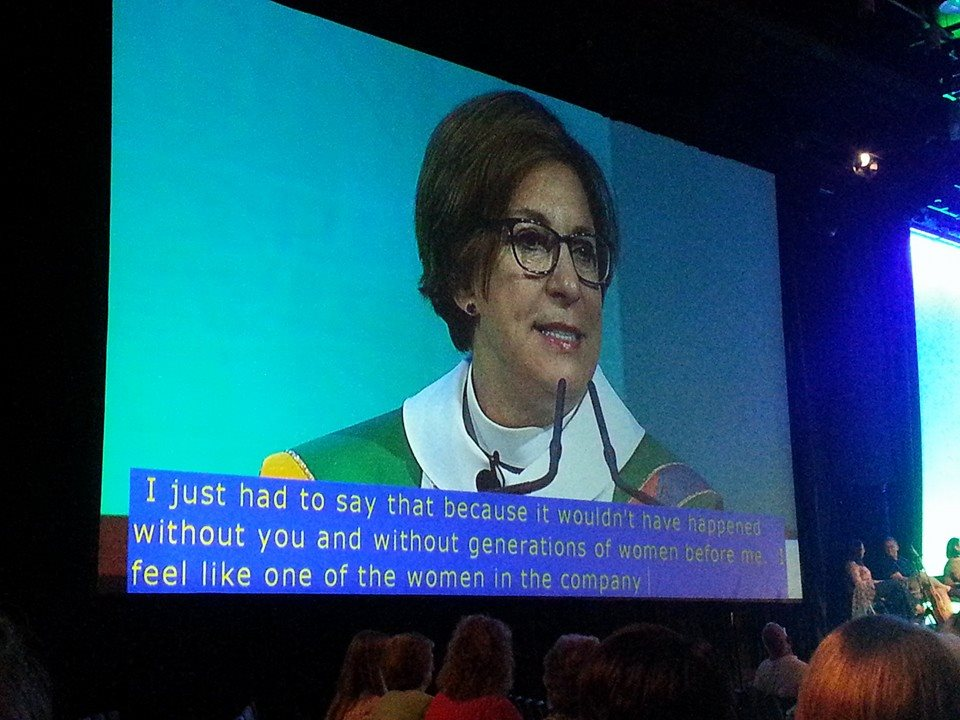 I just had to say that because it wouldn't have happened
without you and without generations of women before me. I
feel like one of the women in the company